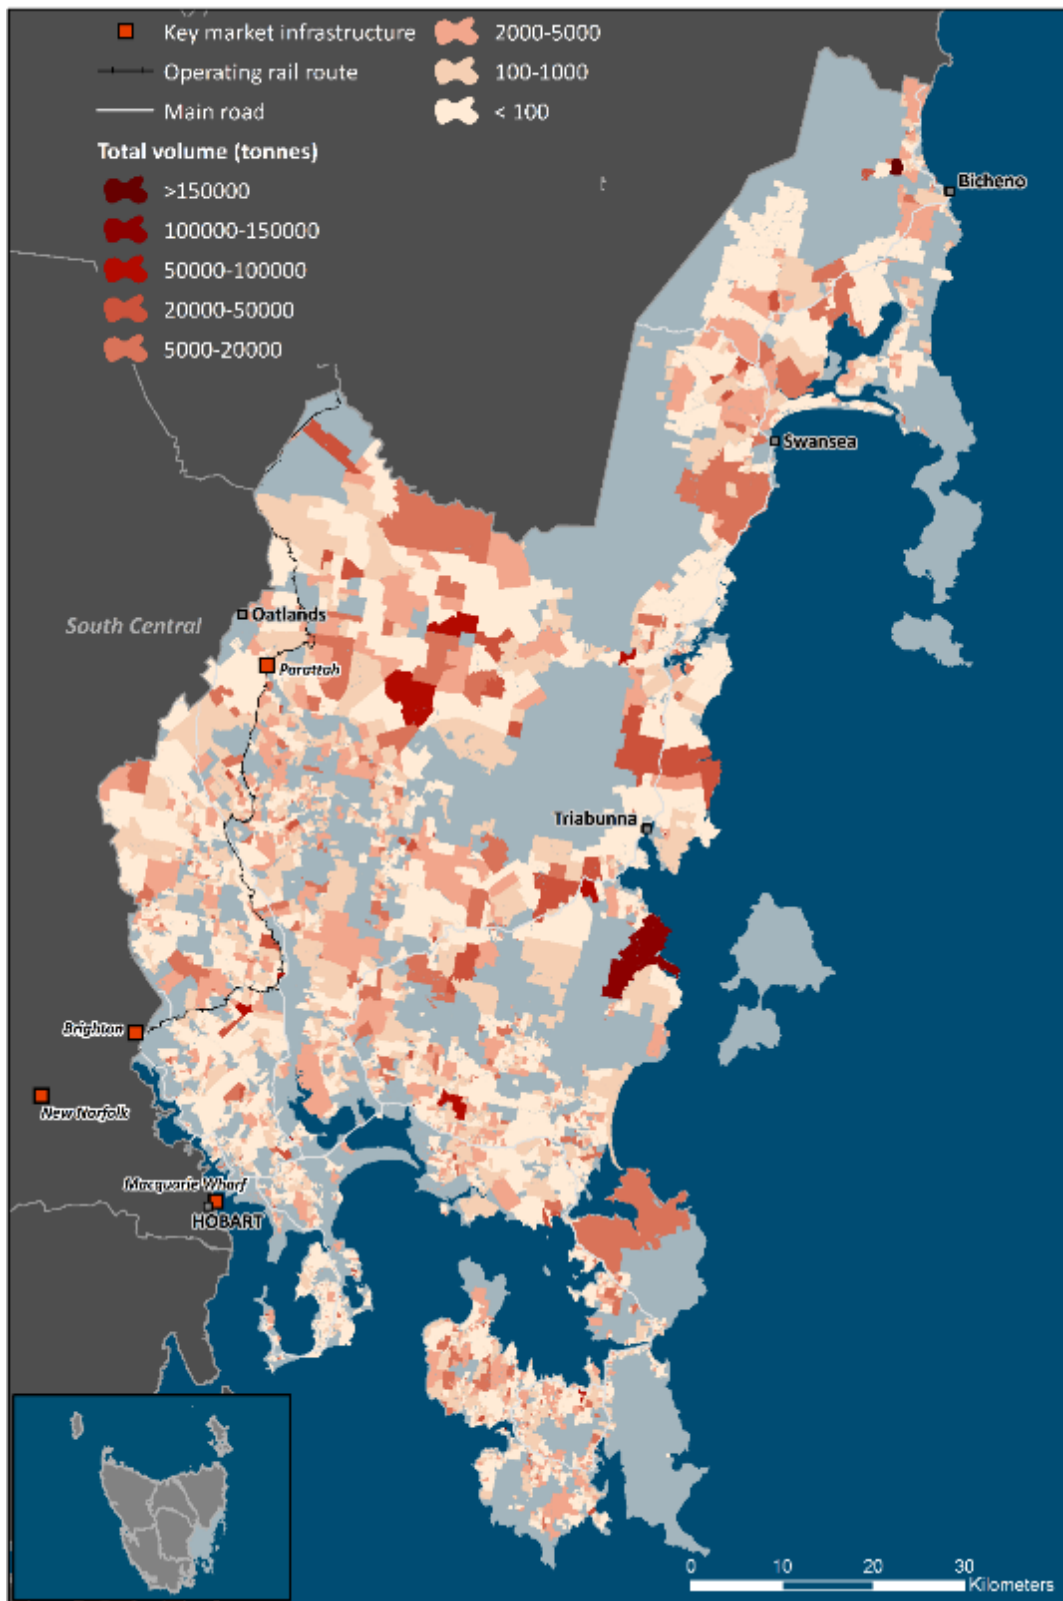 Key market infrastructure
Operating rail route
Main road
Total volume (tonnes)
>150000
100000-150000
50000-100000
20000-50000
5000-20000
2000-5000
100-1000
< 100
Bicheno
Swansea
Oatlands
South Central
Parattah
Triabunna
Brighton
New Norfolk
Macquarie Wharf
HOBART
0 10 20 30
Kilometers